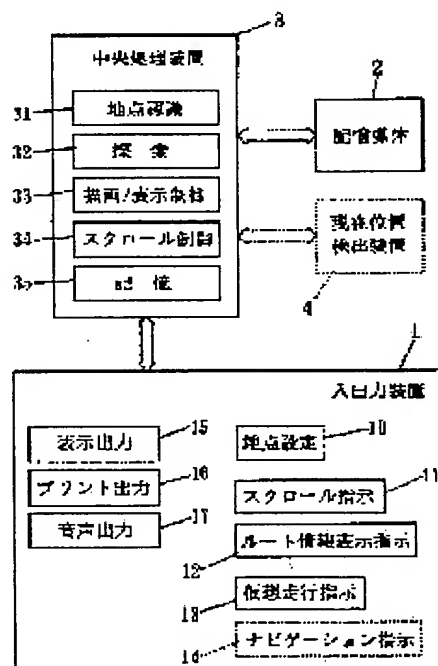 3
中央処理装置
31 地点認識
32 探索
33 描画/表示制御
34 スクロール制御
35 記憶
2
記憶媒体
現在位置
検出装置
4
1
入出力装置
表示出力 15
プリント出力 16
音声出力 17
地点設定 10
スクロール指示 11
12 ルート情報表示指示
仮想走行指示
13
ナビゲーション指示
14